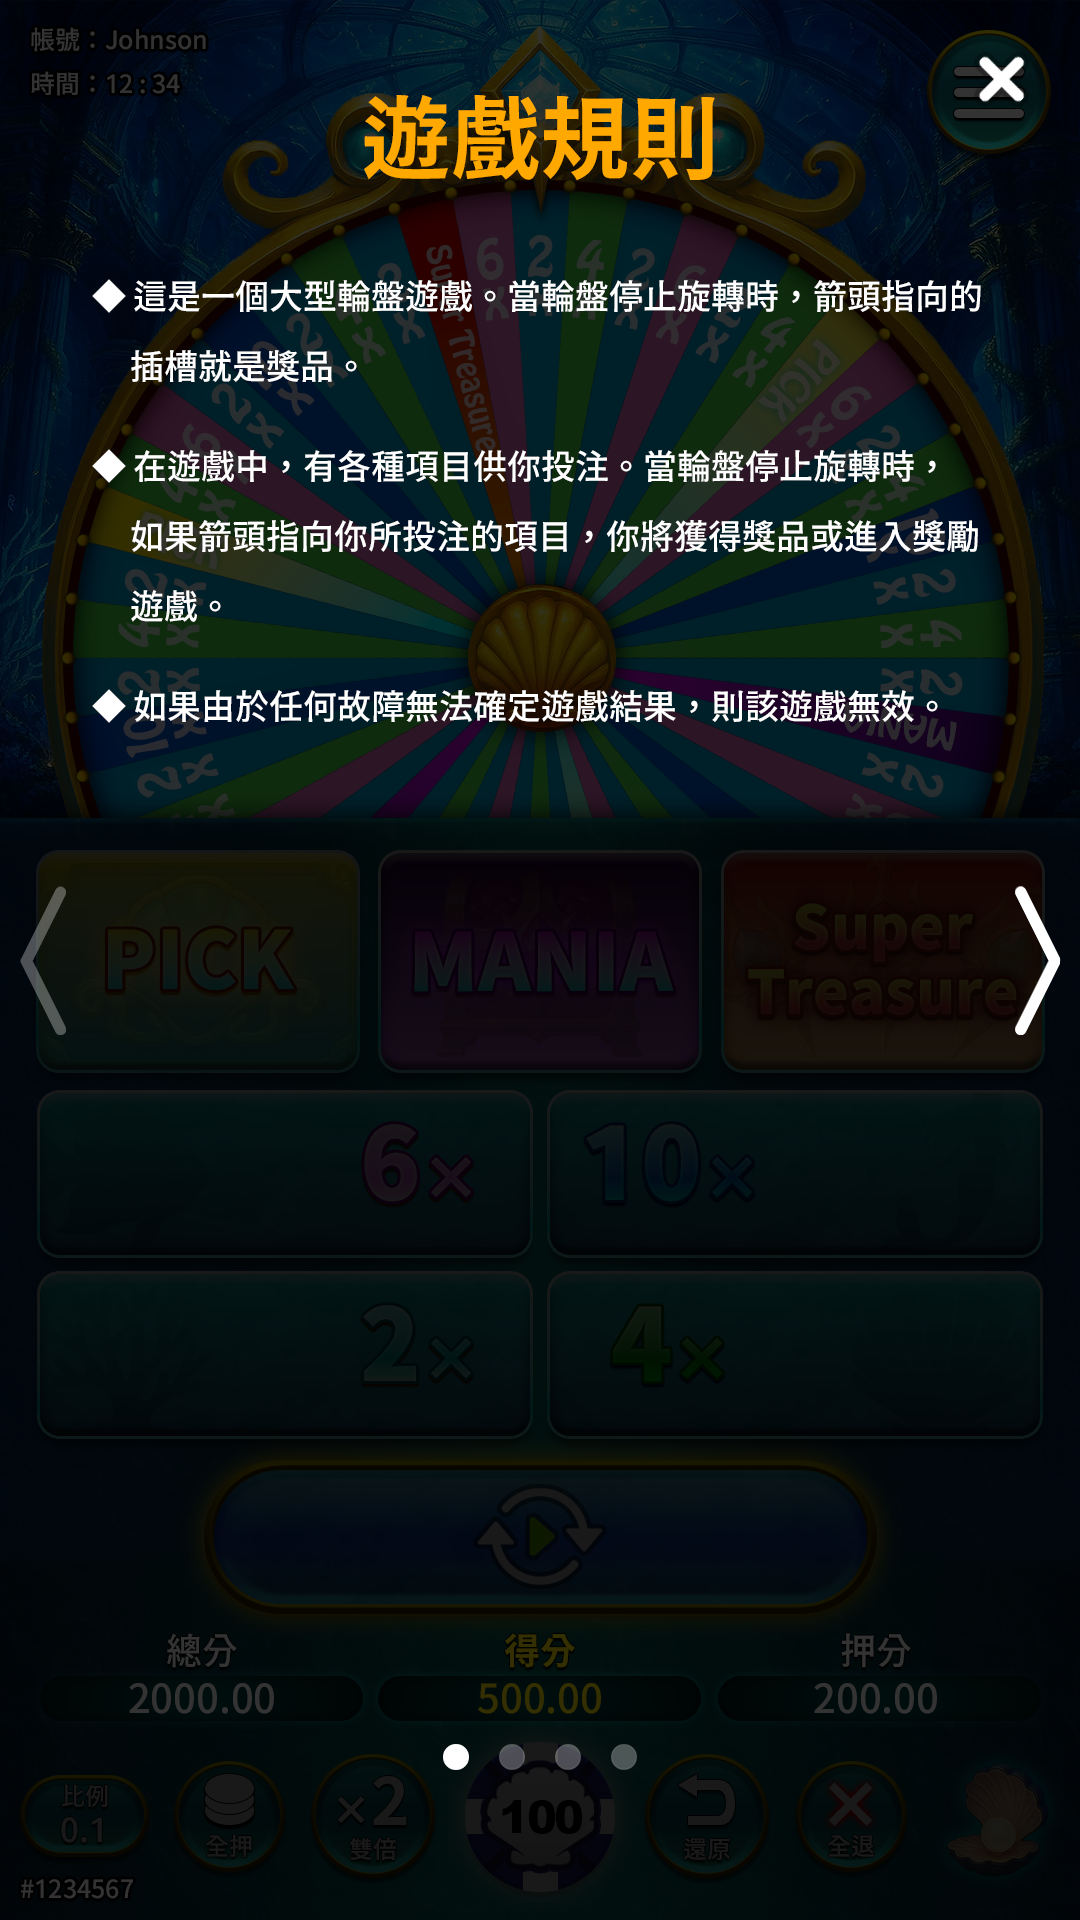 帳號：Johnson
時間：12 : 34
遊戲規則
◆ 這是一個大型輪盤遊戲。當輪盤停止旋轉時，箭頭指向的
插槽就是獎品。
◆ 在遊戲中，有各種項目供你投注。當輪盤停止旋轉時，
如果箭頭指向你所投注的項目，你將獲得獎品或進入獎勵
遊戲。
◆ 如果由於任何故障無法確定遊戲結果，則該遊戲無效。
Super Treasure
PICK
MANIA
PICK
MANIA
Super
Treasure
6×
10×
2×
4×
總分
得分
押分
2000.00
500.00
200.00
比例
0.1
全押
×2
雙倍
100
還原
全退
#1234567